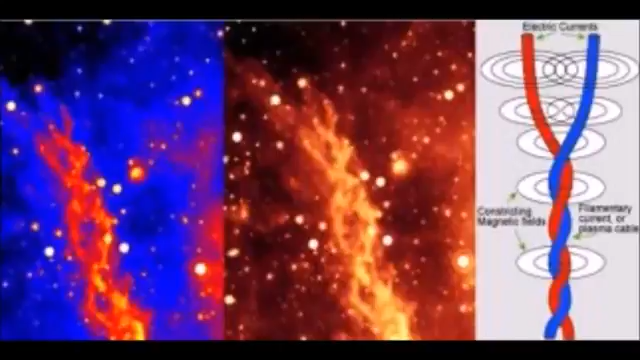 Electric Currents
Constricting
Magnetic fields
Filamentary
current, or
plasma cable